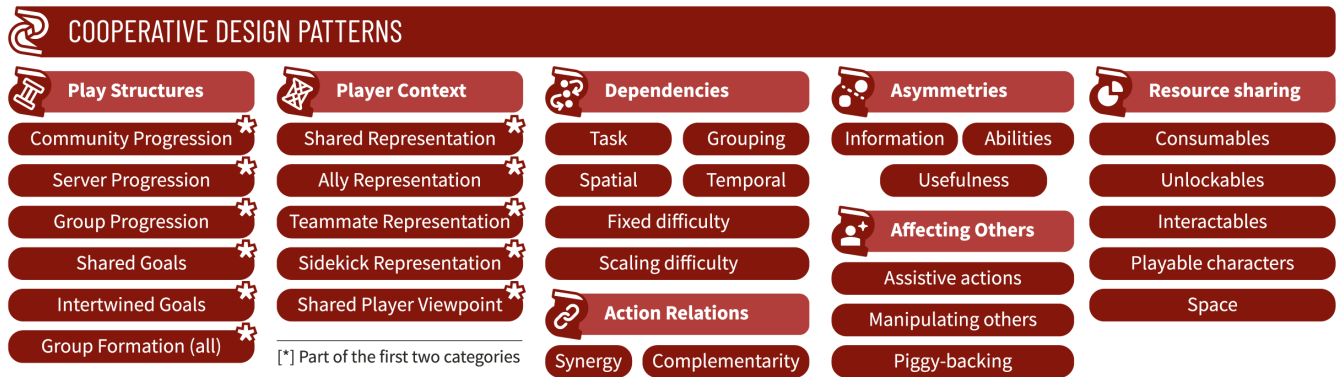 COOPERATIVE DESIGN PATTERNS
Play Structures
Community Progression *
Server Progression *
Group Progression *
Shared Goals *
Intertwined Goals *
Group Formation (all) *
Player Context
Shared Representation *
Ally Representation *
Teammate Representation *
Sidekick Representation *
Shared Player Viewpoint *
[*] Part of the first two categories
Dependencies
Task Grouping
Spatial Temporal
Fixed difficulty
Scaling difficulty
Action Relations
Synergy Complementarity
Asymmetries
Information Abilities
Usefulness
Affecting Others
Assistive actions
Manipulating others
Piggy-backing
Resource sharing
Consumables
Unlockables
Interactables
Playable characters
Space